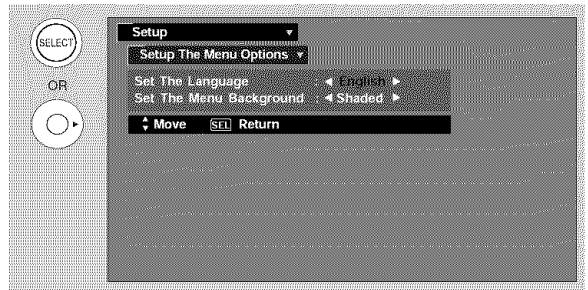 SELECT
OR
Setup
Setup The Menu Options
Set The Language : English
Set The Menu Background : Shaded
Move SEL Return